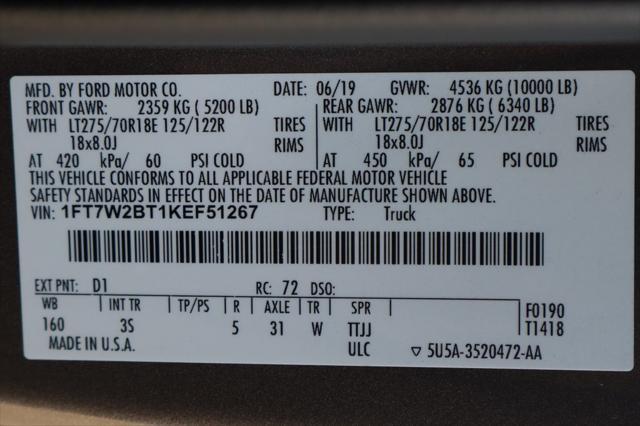 MFD. BY FORD MOTOR CO. DATE: 06/19 GVWR: 4536 KG (10000 LB)
FRONT GAWR: 2359 KG ( 5200 LB) REAR GAWR: 2876 KG ( 6340 LB)
WITH LT275/70R18E 125/122R TIRES WITH LT275/70R18E 125/122R TIRES
18x8.0J RIMS 18x8.0J RIMS
AT 420 kPa/ 60 PSI COLD AT 450 kPa/ 65 PSI COLD
THIS VEHICLE CONFORMS TO ALL APPLICABLE FEDERAL MOTOR VEHICLE
SAFETY STANDARDS IN EFFECT ON THE DATE OF MANUFACTURE SHOWN ABOVE.
VIN: 1FT7W2BT1KEF51267 TYPE: Truck
EXT PNT: D1 RC: 72 DSO:
WB INT TR TP/PS R AXLE TR SPR F0190
160 3S 5 31 W TTJJ T1418
MADE IN U.S.A. ULC ▽ 5U5A-3520472-AA